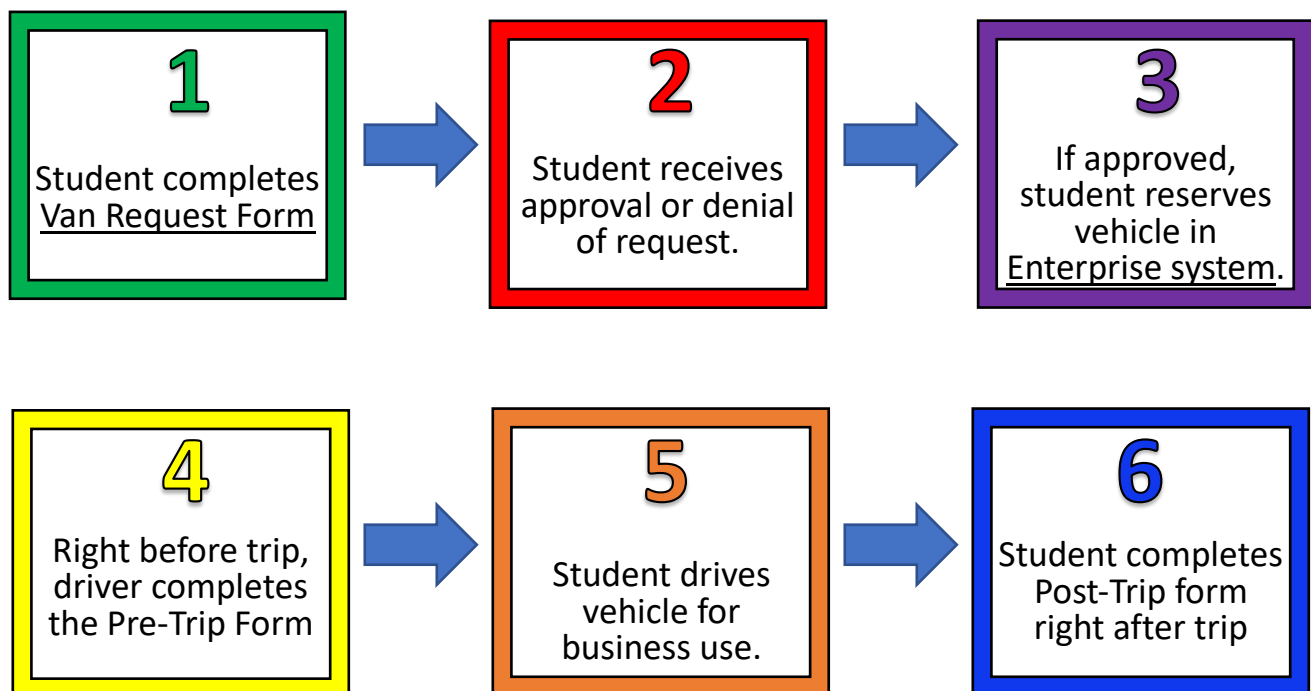 1
Student completes
Van Request Form
2
Student receives
approval or denial
of request.
3
If approved,
student reserves
vehicle in
Enterprise system.
4
Right before trip,
driver completes
the Pre-Trip Form
5
Student drives
vehicle for
business use.
6
Student completes
Post-Trip form
right after trip